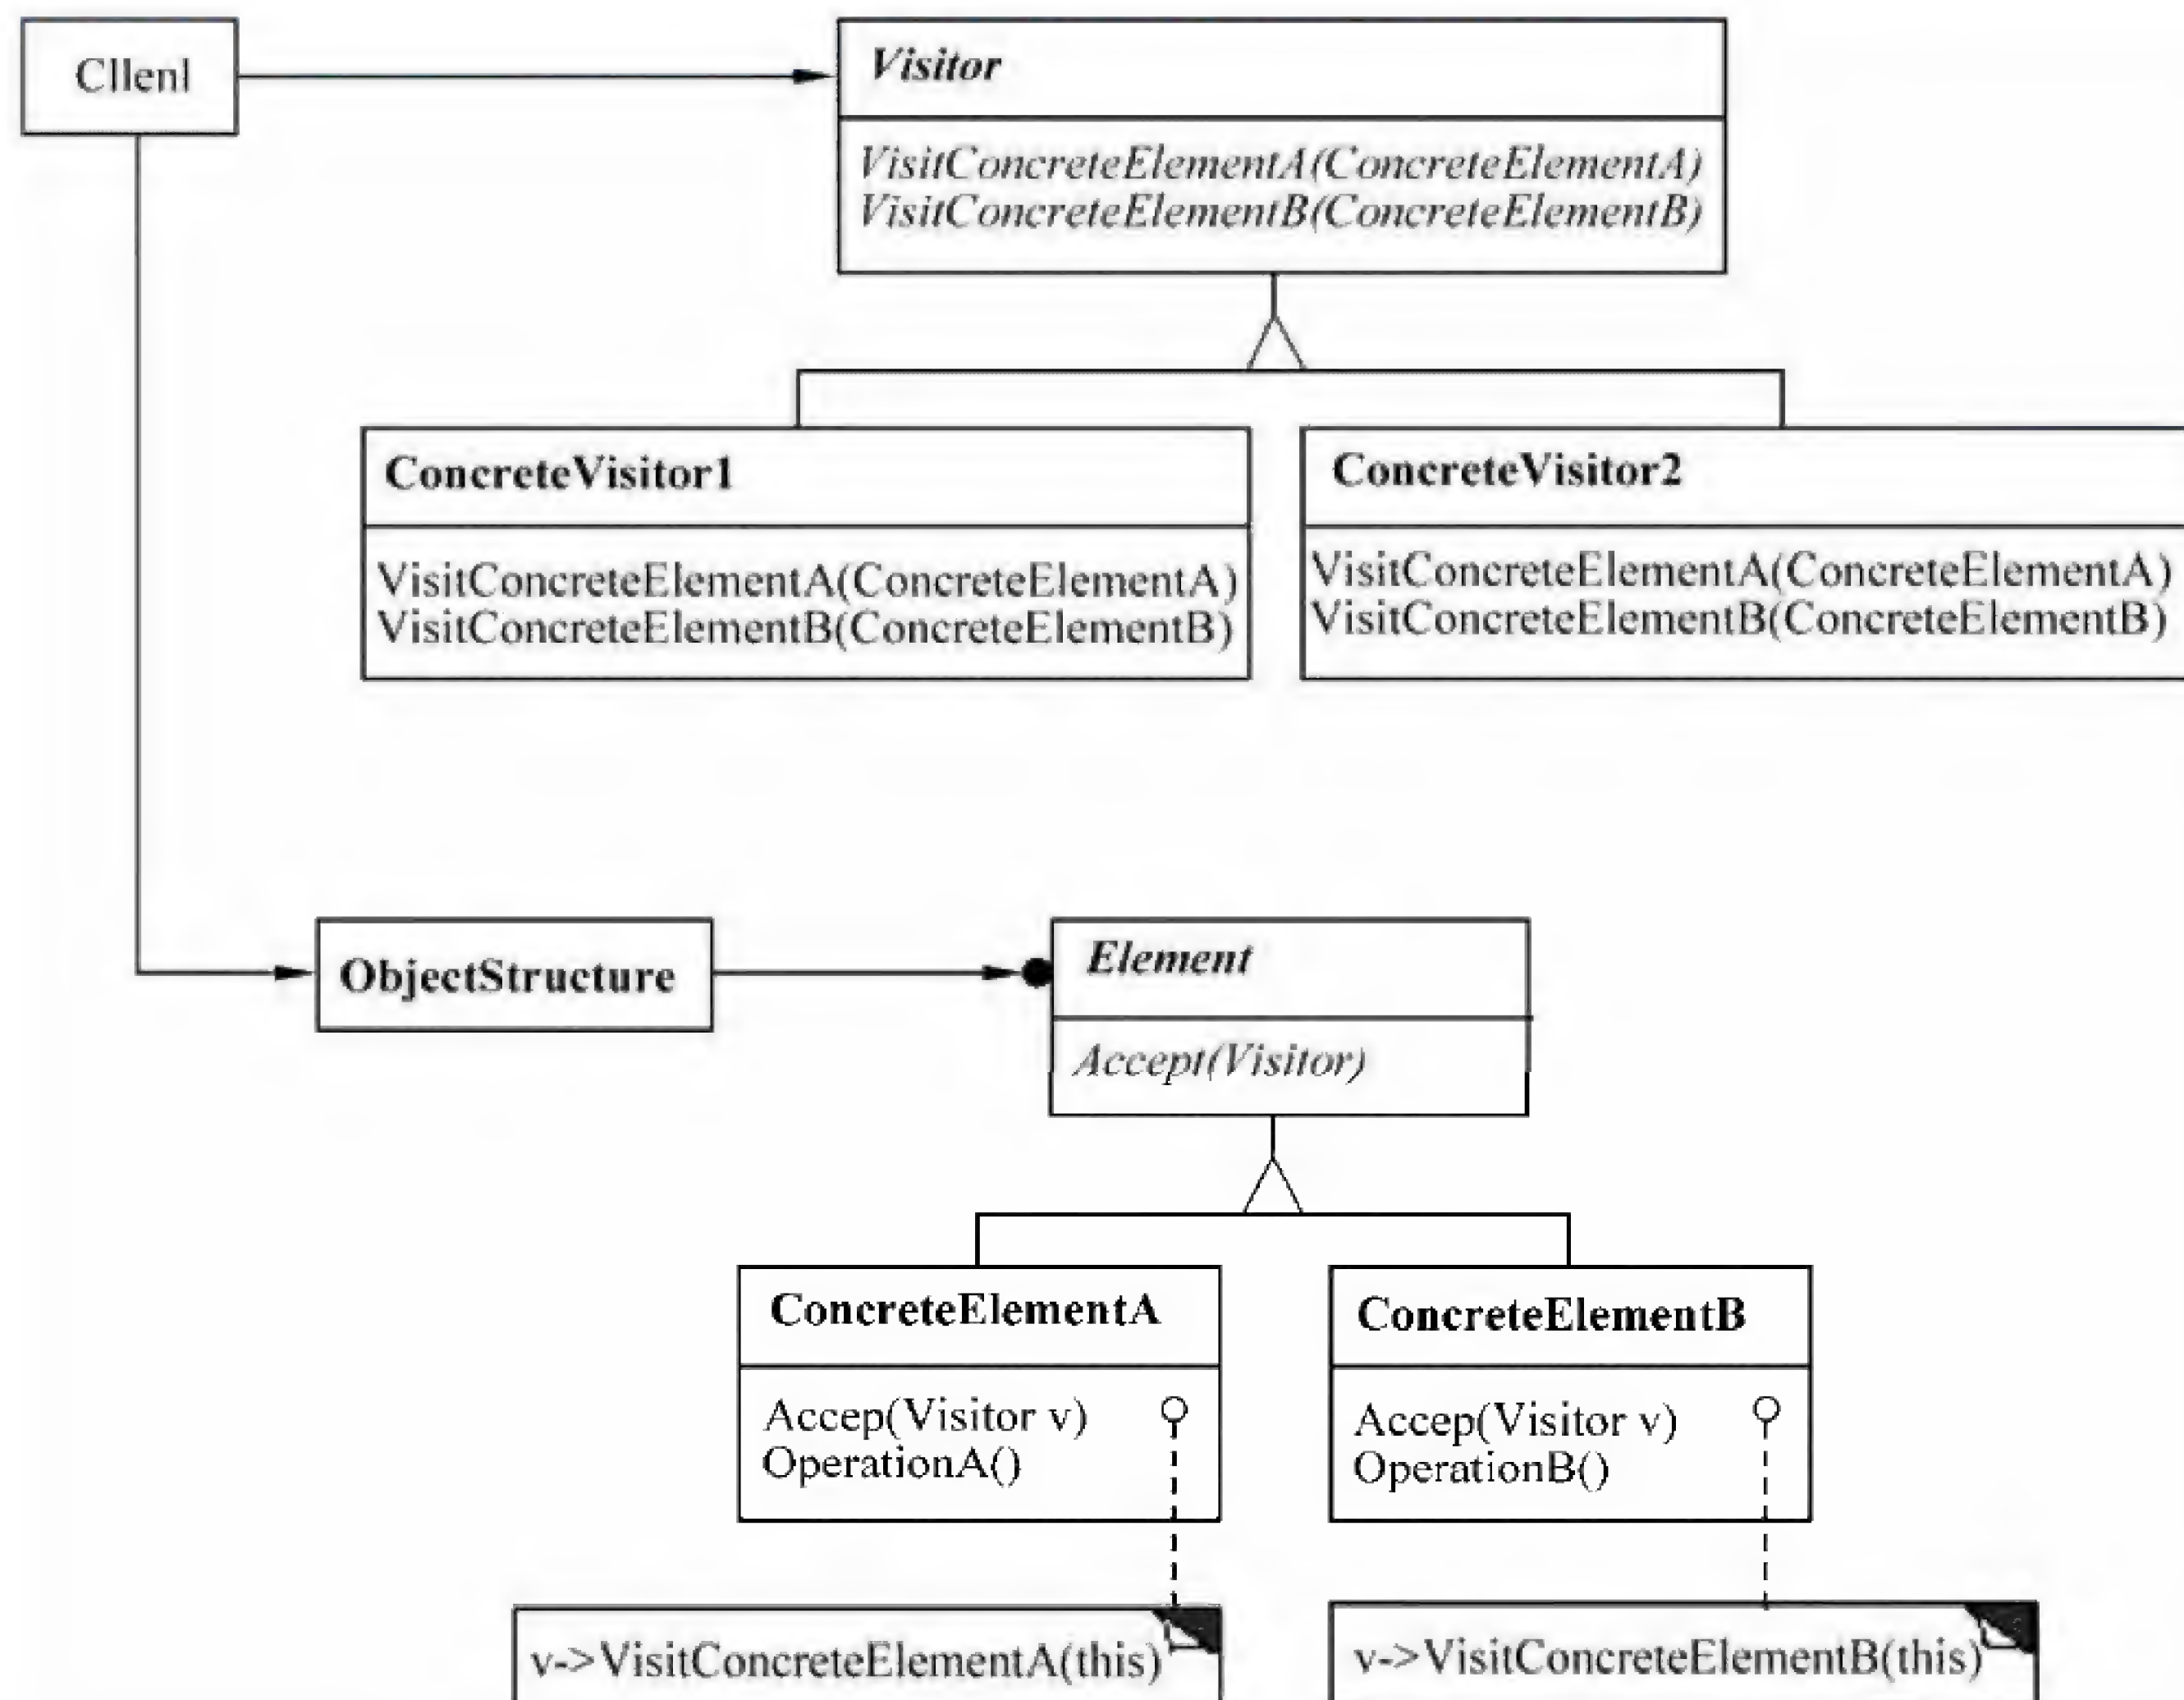 Cllenl
Visitor
VisitConcreteElementA(ConcreteElementA)
VisitConcreteElementB(ConcreteElementB)
ConcreteVisitor1
VisitConcreteElementA(ConcreteElementA)
VisitConcreteElementB(ConcreteElementB)
ConcreteVisitor2
VisitConcreteElementA(ConcreteElementA)
VisitConcreteElementB(ConcreteElementB)
ObjectStructure
Element
Accept(Visitor)
ConcreteElementA
Accep(Visitor v)
OperationA()
ConcreteElementB
Accep(Visitor v)
OperationB()
v->VisitConcreteElementA(this)
v->VisitConcreteElementB(this)